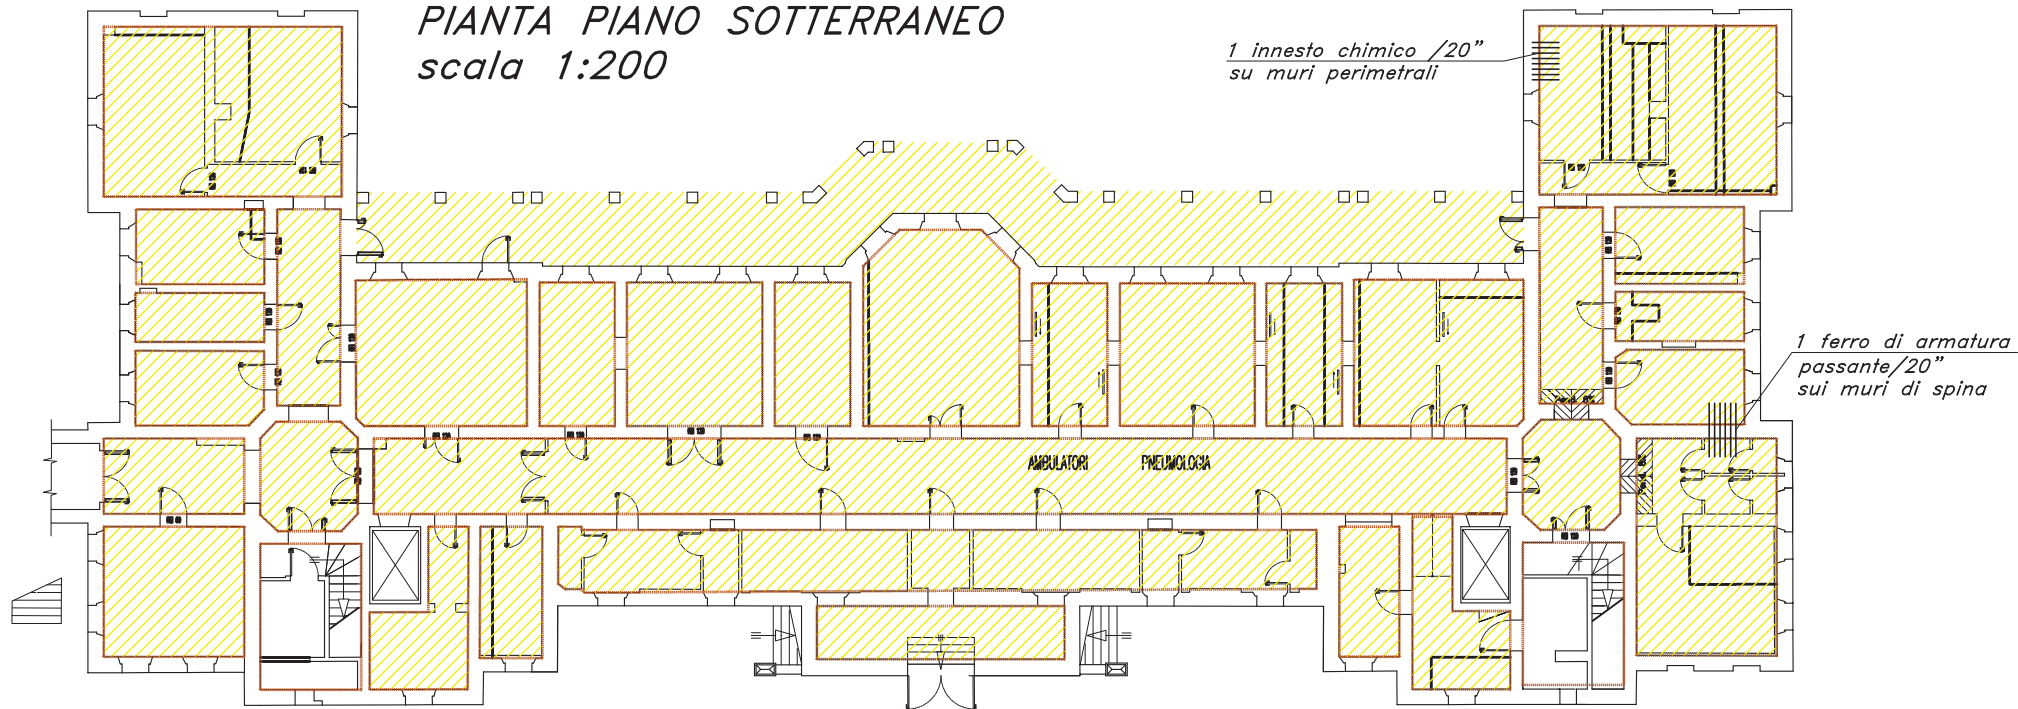 PIANTA PIANO SOTTERRANEO
scala 1:200
1 innesto chimico /20"
su muri perimetrali
1 ferro di armatura
passante/20"
sui muri di spina
AMBULATORI PNEUMOLOGIA